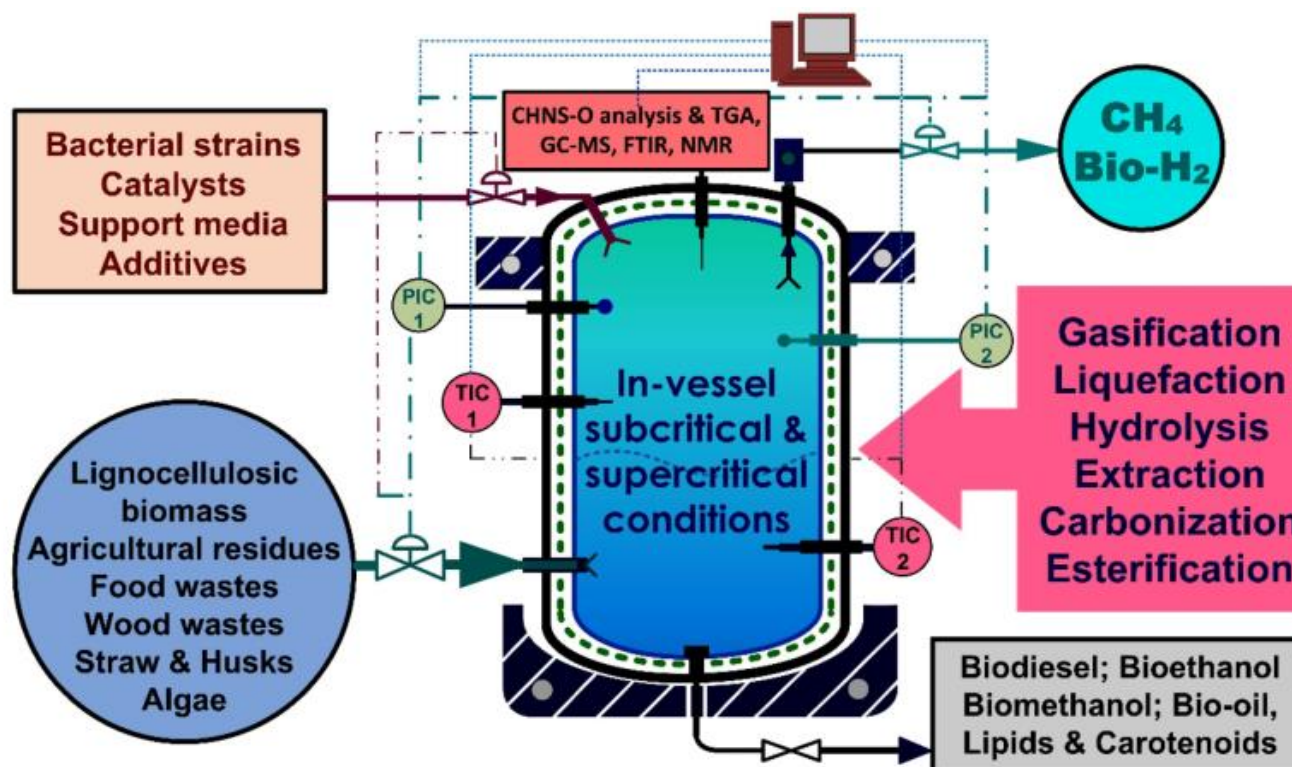 CHNS-O analysis & TGA,
GC-MS, FTIR, NMR
CH₄
Bio-H₂
Bacterial strains
Catalysts
Support media
Additives
PIC
1
PIC
2
TIC
1
TIC
2
In-vessel
subcritical &
supercritical
conditions
Gasification
Liquefaction
Hydrolysis
Extraction
Carbonization
Esterification
Lignocellulosic
biomass
Agricultural residues
Food wastes
Wood wastes
Straw & Husks
Algae
Biodiesel; Bioethanol
Biomethanol; Bio-oil,
Lipids & Carotenoids